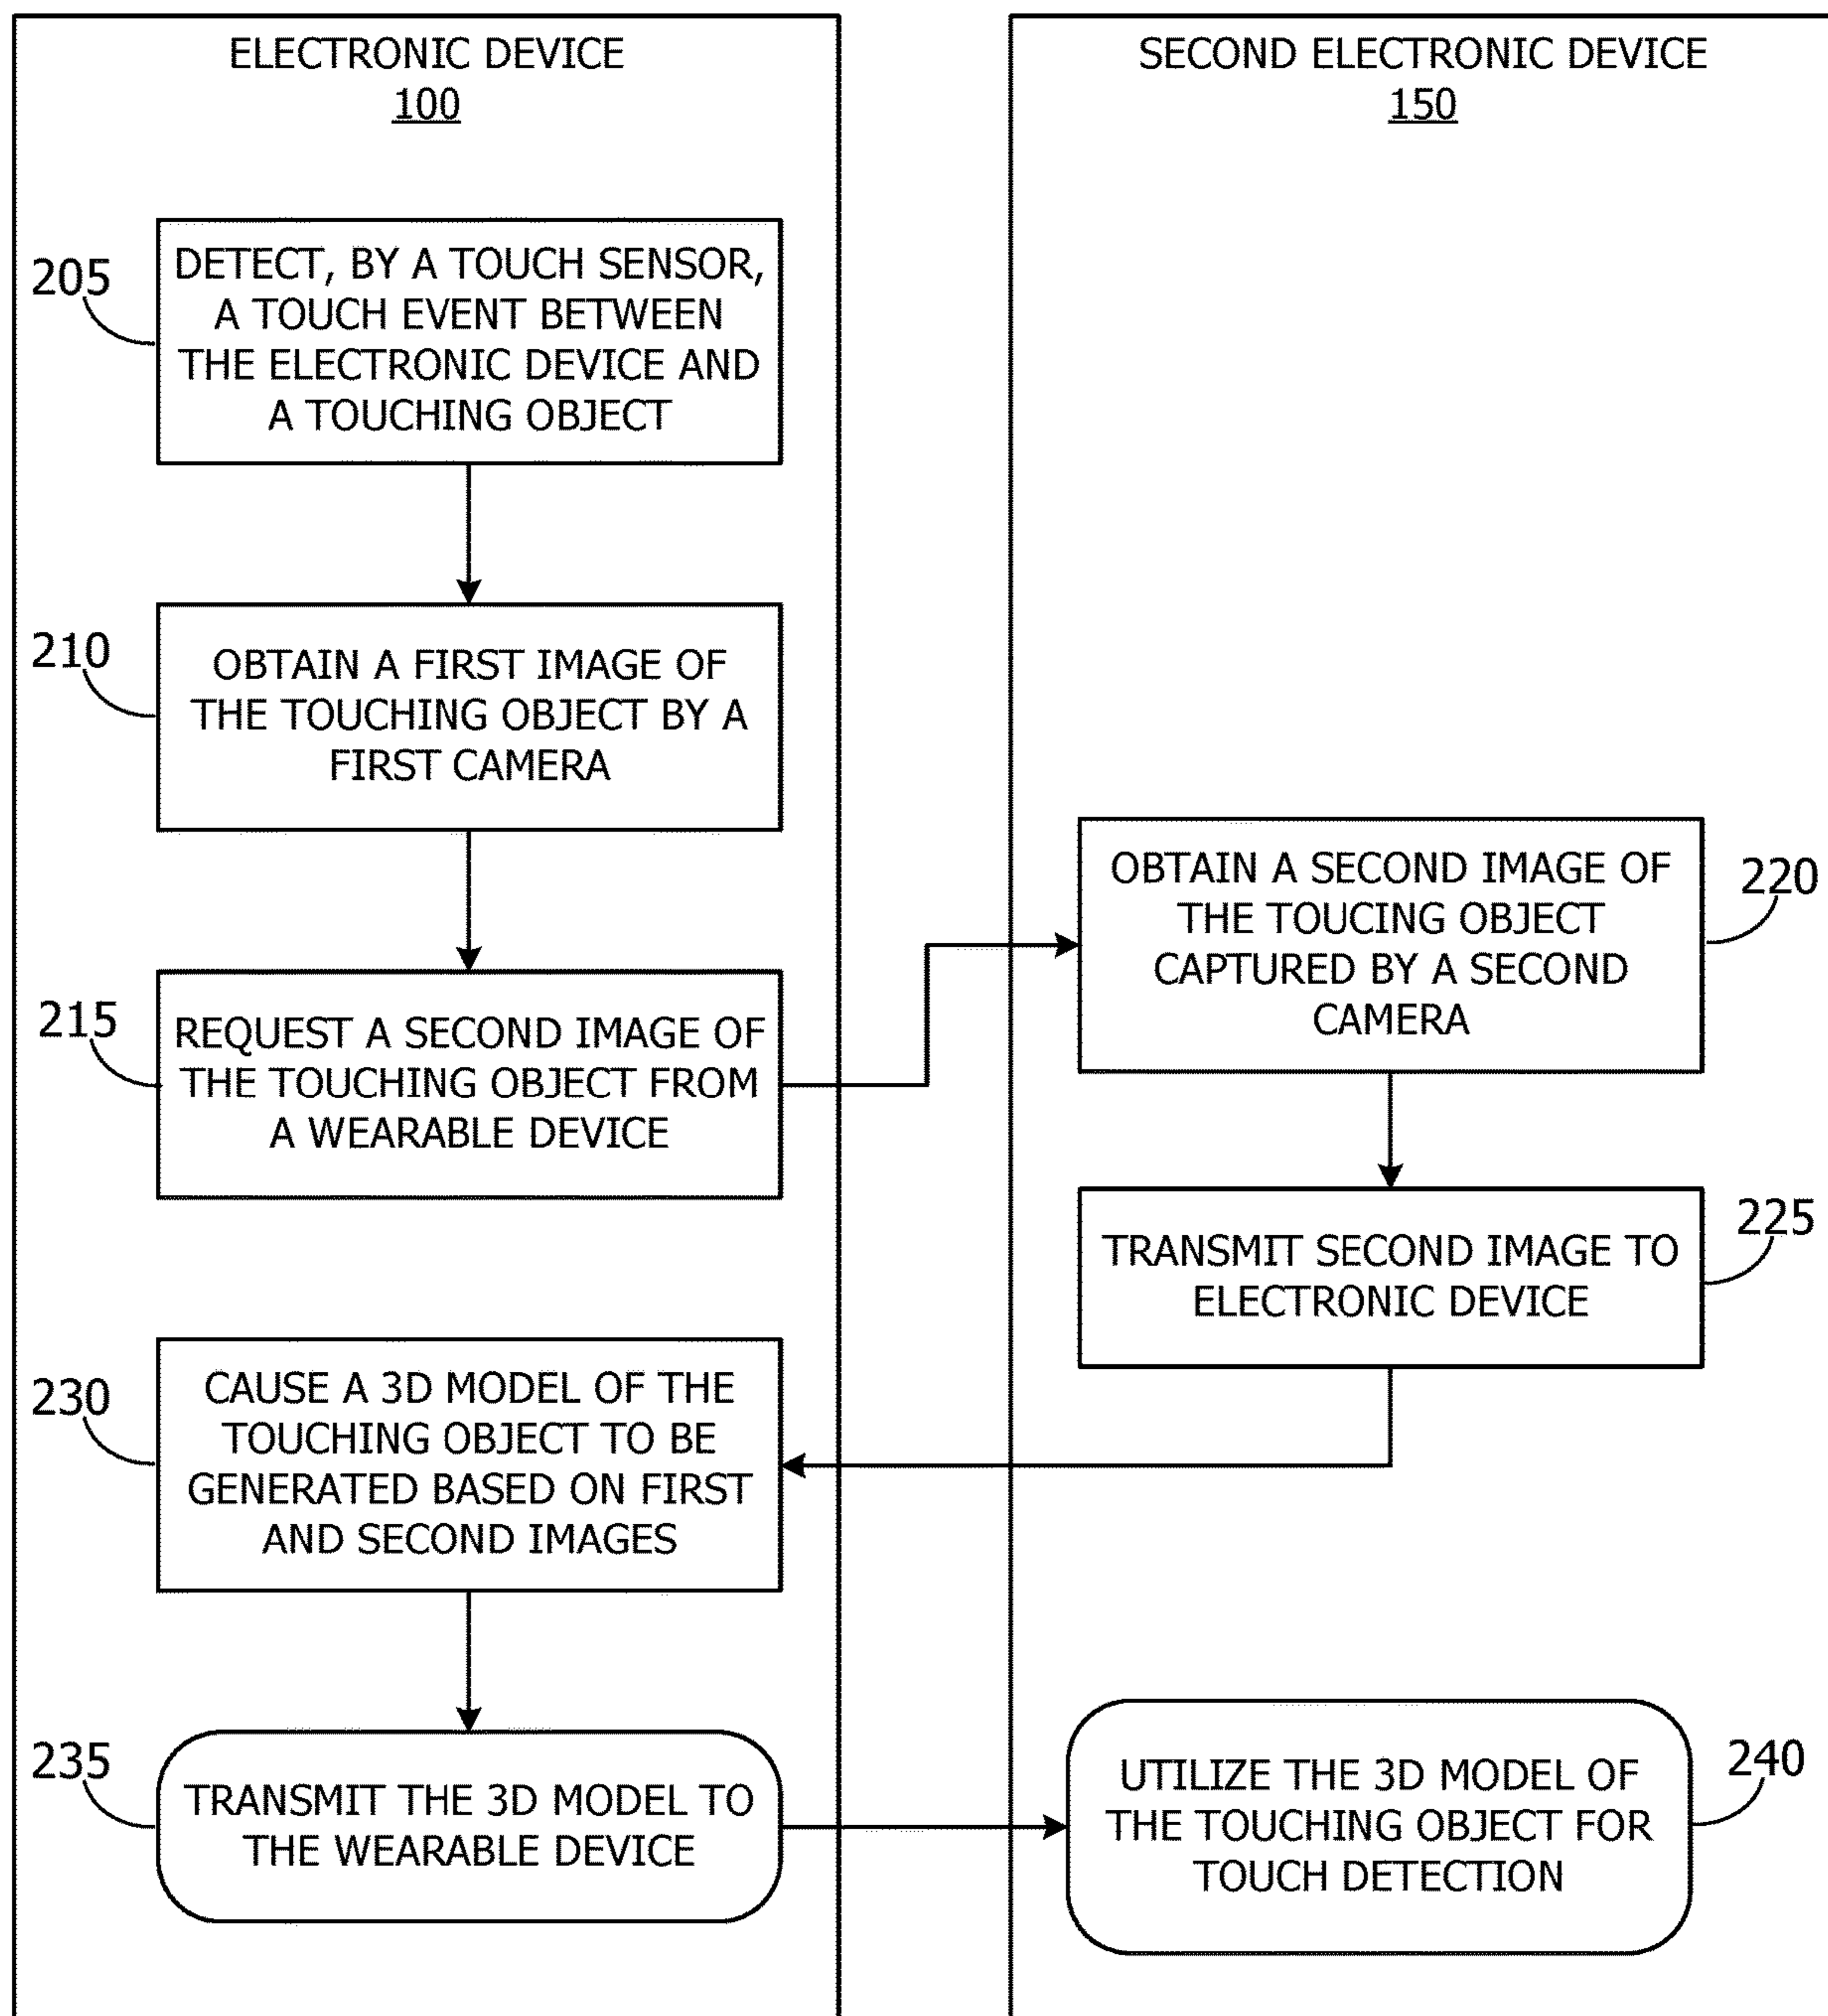 ELECTRONIC DEVICE
100
205
DETECT, BY A TOUCH SENSOR,
A TOUCH EVENT BETWEEN
THE ELECTRONIC DEVICE AND
A TOUCHING OBJECT
210
OBTAIN A FIRST IMAGE OF
THE TOUCHING OBJECT BY A
FIRST CAMERA
215
REQUEST A SECOND IMAGE OF
THE TOUCHING OBJECT FROM
A WEARABLE DEVICE
SECOND ELECTRONIC DEVICE
150
220
OBTAIN A SECOND IMAGE OF
THE TOUCING OBJECT
CAPTURED BY A SECOND
CAMERA
225
TRANSMIT SECOND IMAGE TO
ELECTRONIC DEVICE
230
CAUSE A 3D MODEL OF THE
TOUCHING OBJECT TO BE
GENERATED BASED ON FIRST
AND SECOND IMAGES
235
TRANSMIT THE 3D MODEL TO
THE WEARABLE DEVICE
240
UTILIZE THE 3D MODEL OF
THE TOUCHING OBJECT FOR
TOUCH DETECTION